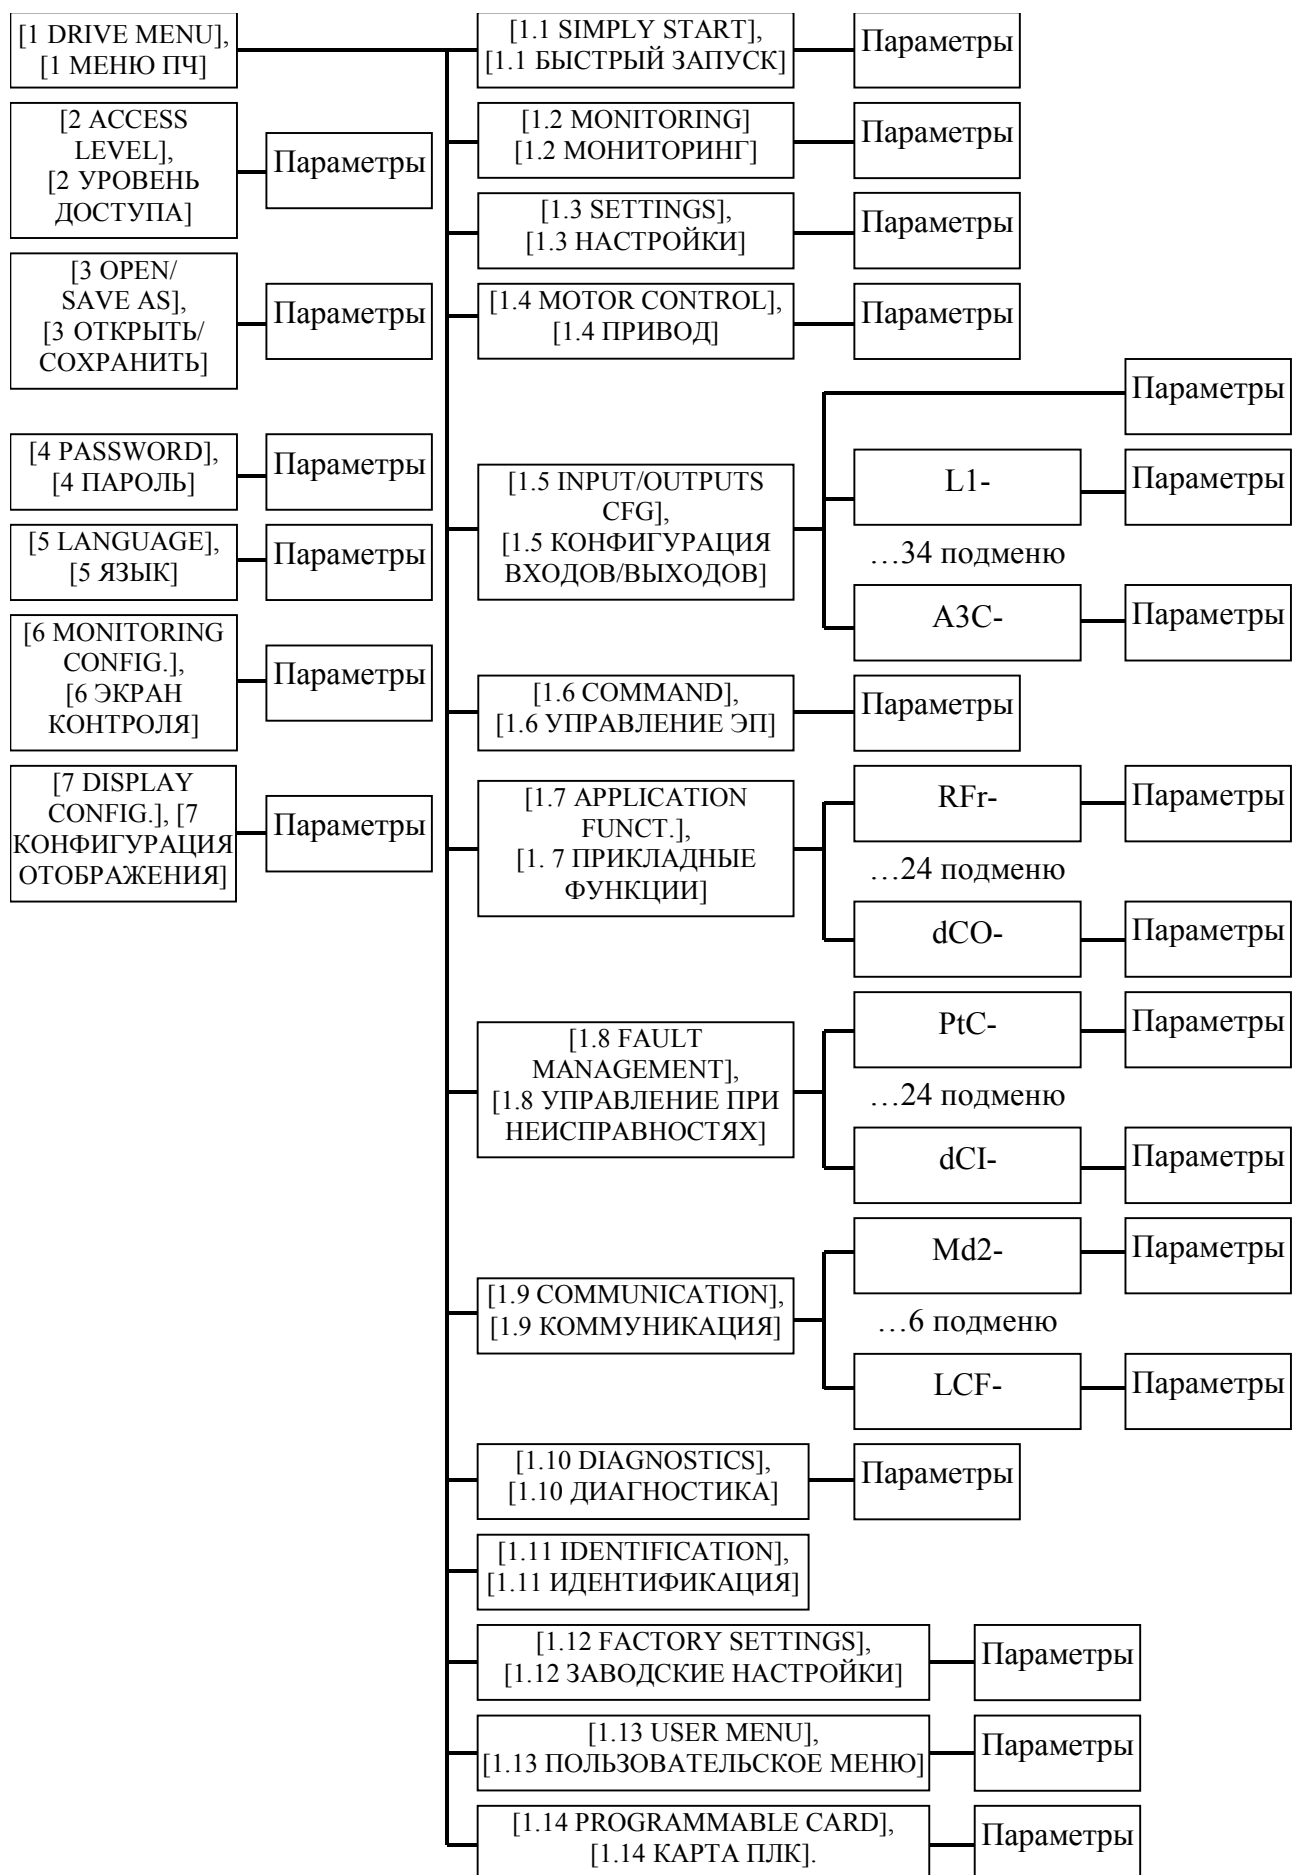 [1 DRIVE MENU],
[1 МЕНЮ ПЧ]
[2 ACCESS
LEVEL],
[2 УРОВЕНЬ
ДОСТУПА]
Параметры
[3 OPEN/
SAVE AS],
[3 ОТКРЫТЬ/
СОХРАНИТЬ]
Параметры
[4 PASSWORD],
[4 ПАРОЛЬ]
Параметры
[5 LANGUAGE],
[5 ЯЗЫК]
Параметры
[6 MONITORING
CONFIG.],
[6 ЭКРАН
КОНТРОЛЯ]
Параметры
[7 DISPLAY
CONFIG.], [7
КОНФИГУРАЦИЯ
ОТОБРАЖЕНИЯ]
Параметры
[1.1 SIMPLY START],
[1.1 БЫСТРЫЙ ЗАПУСК]
Параметры
[1.2 MONITORING]
[1.2 МОНИТОРИНГ]
Параметры
[1.3 SETTINGS],
[1.3 НАСТРОЙКИ]
Параметры
[1.4 MOTOR CONTROL],
[1.4 ПРИВОД]
Параметры
[1.5 INPUT/OUTPUTS
CFG],
[1.5 КОНФИГУРАЦИЯ
ВХОДОВ/ВЫХОДОВ]
Параметры
L1-
Параметры
…34 подменю
A3C-
Параметры
[1.6 COMMAND],
[1.6 УПРАВЛЕНИЕ ЭП]
Параметры
[1.7 APPLICATION
FUNCT.],
[1. 7 ПРИКЛАДНЫЕ
ФУНКЦИИ]
RFr-
Параметры
…24 подменю
dCO-
Параметры
[1.8 FAULT
MANAGEMENT],
[1.8 УПРАВЛЕНИЕ ПРИ
НЕИСПРАВНОСТЯХ]
PtC-
Параметры
…24 подменю
dCI-
Параметры
[1.9 COMMUNICATION],
[1.9 КОММУНИКАЦИЯ]
Md2-
Параметры
…6 подменю
LCF-
Параметры
[1.10 DIAGNOSTICS],
[1.10 ДИАГНОСТИКА]
Параметры
[1.11 IDENTIFICATION],
[1.11 ИДЕНТИФИКАЦИЯ]
[1.12 FACTORY SETTINGS],
[1.12 ЗАВОДСКИЕ НАСТРОЙКИ]
Параметры
[1.13 USER MENU],
[1.13 ПОЛЬЗОВАТЕЛЬСКОЕ МЕНЮ]
Параметры
[1.14 PROGRAMMABLE CARD],
[1.14 КАРТА ПЛК].
Параметры